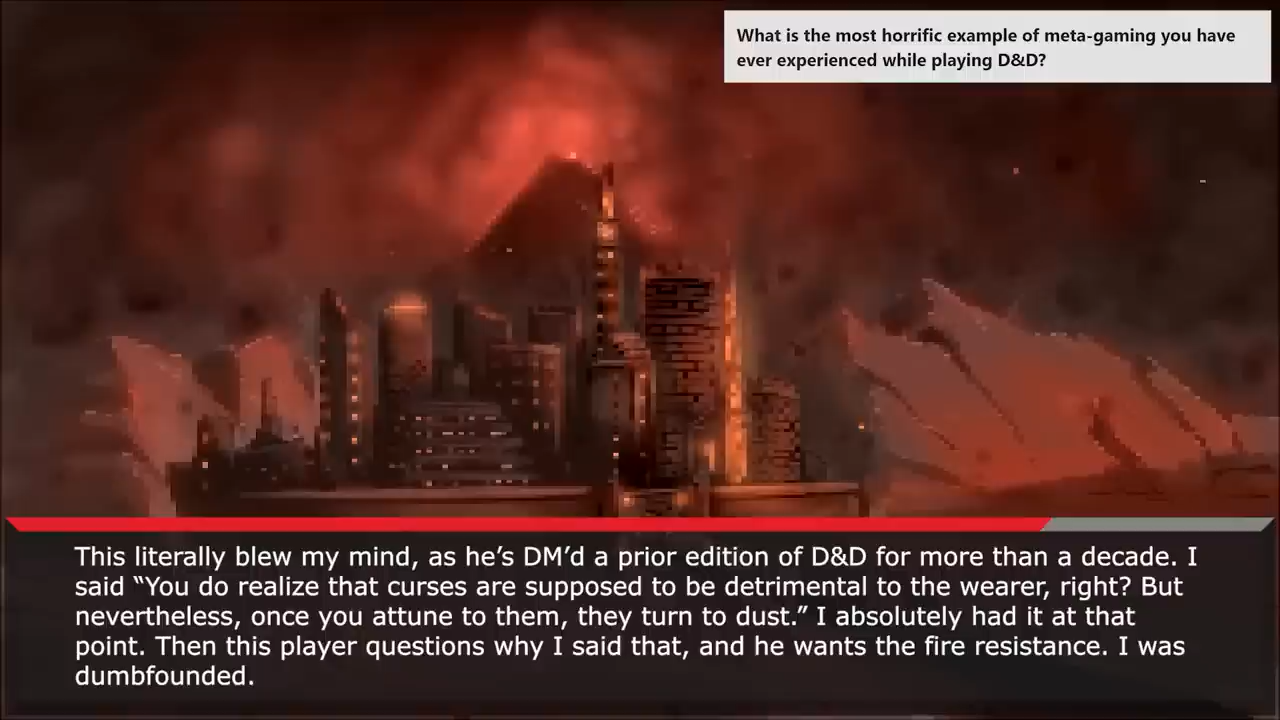 What is the most horrific example of meta-gaming you have
ever experienced while playing D&D?
This literally blew my mind, as he’s DM’d a prior edition of D&D for more than a decade. I
said “You do realize that curses are supposed to be detrimental to the wearer, right? But
nevertheless, once you attune to them, they turn to dust.” I absolutely had it at that
point. Then this player questions why I said that, and he wants the fire resistance. I was
dumbfounded.